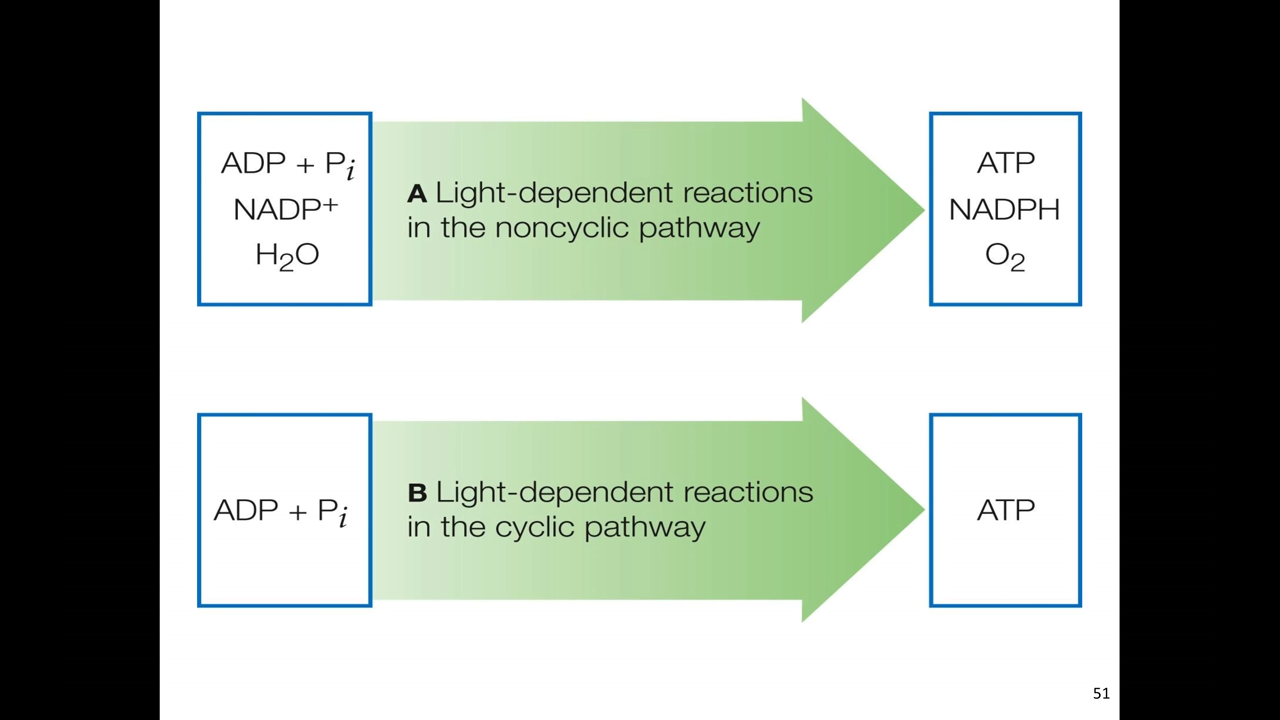 ADP + Pi
NADP+
H2O
A Light-dependent reactions
in the noncyclic pathway
ATP
NADPH
O2
ADP + Pi
B Light-dependent reactions
in the cyclic pathway
ATP
51